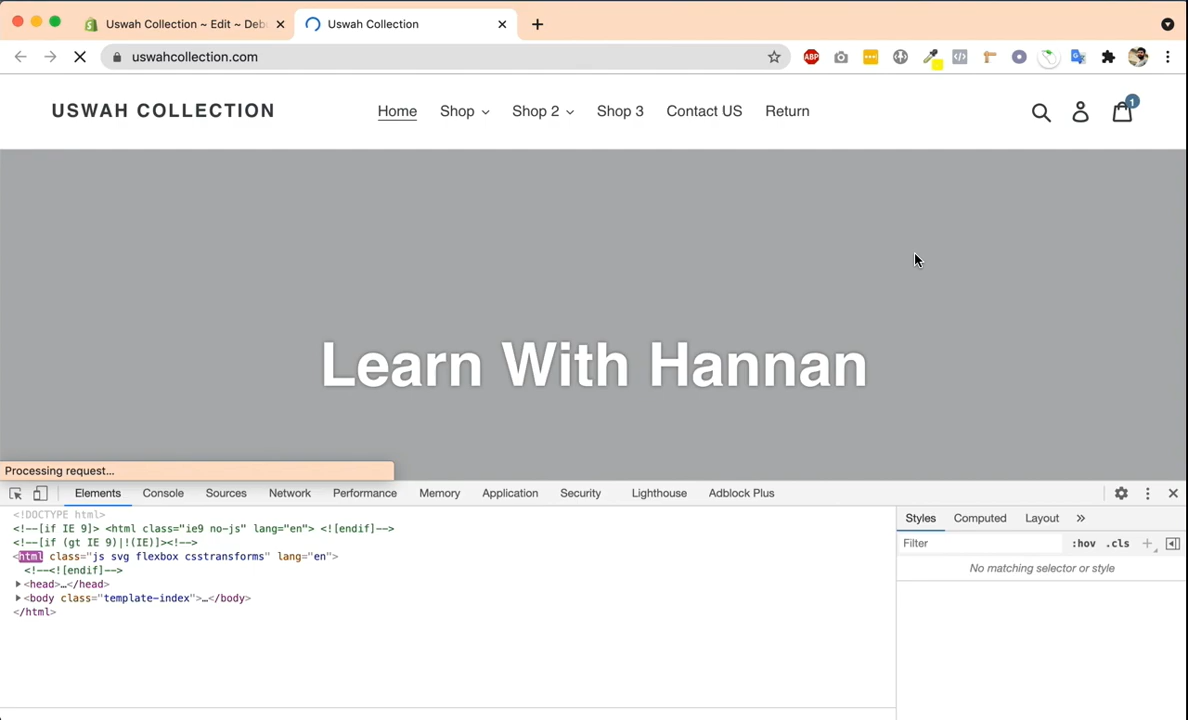 Uswah Collection ~ Edit ~ Deb
Uswah Collection
uswahcollection.com
ABP
USWAH COLLECTION
Home
Shop
Shop 2
Shop 3
Contact US
Return
1
Learn With Hannan
Processing request...
Elements
Console
Sources
Network
Performance
Memory
Application
Security
Lighthouse
Adblock Plus
<!DOCTYPE html>
<!--[if IE 9]> <html class="ie9 no-js" lang="en"> <![endif]-->
<!--[if (gt IE 9)|!(IE)]><!-->
<html class="js svg flexbox csstransforms" lang="en">
<!--<![endif]-->
<head>…</head>
<body class="template-index">…</body>
</html>
Styles
Computed
Layout
»
Filter
:hov
.cls
No matching selector or style